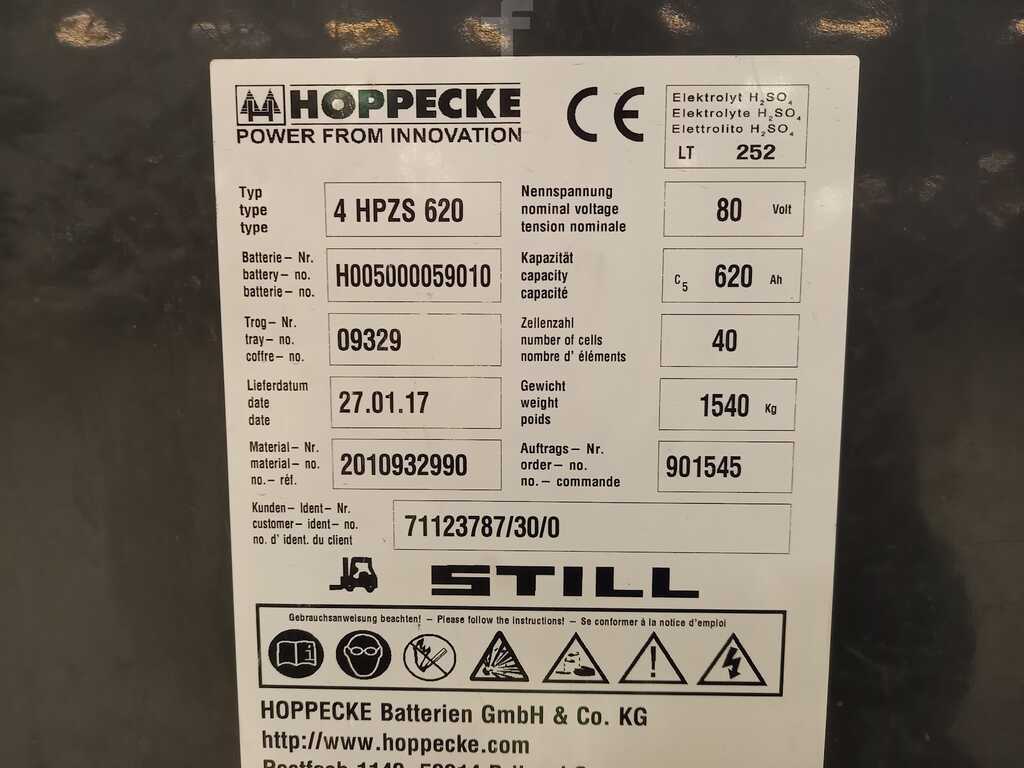 HOPPECKE
POWER FROM INNOVATION
CE
Elektrolyt H₂SO₄
Elektrolyte H₂SO₄
Elettrolito H₂SO₄
LT 252
Typ
type
type
4 HPZS 620
Nennspannung
nominal voltage
tension nominale
80 Volt
Batterie– Nr.
battery– no.
batterie– no.
H005000059010
Kapazität
capacity
capacité
C₅ 620 Ah
Trog– Nr.
tray– no.
coffre– no.
09329
Zellenzahl
number of cells
nombre d' éléments
40
Lieferdatum
date
date
27.01.17
Gewicht
weight
poids
1540 Kg
Material– Nr.
material– no.
no.– réf.
2010932990
Auftrags– Nr.
order– no.
no.– commande
901545
Kunden– Ident– Nr.
customer– ident– no.
no. d' ident. du client
71123787/30/0
STILL
Gebrauchsanweisung beachten! – Please follow the instructions! – Se conformer à la notice d'emploi
HOPPECKE Batterien GmbH & Co. KG
http://www.hoppecke.com